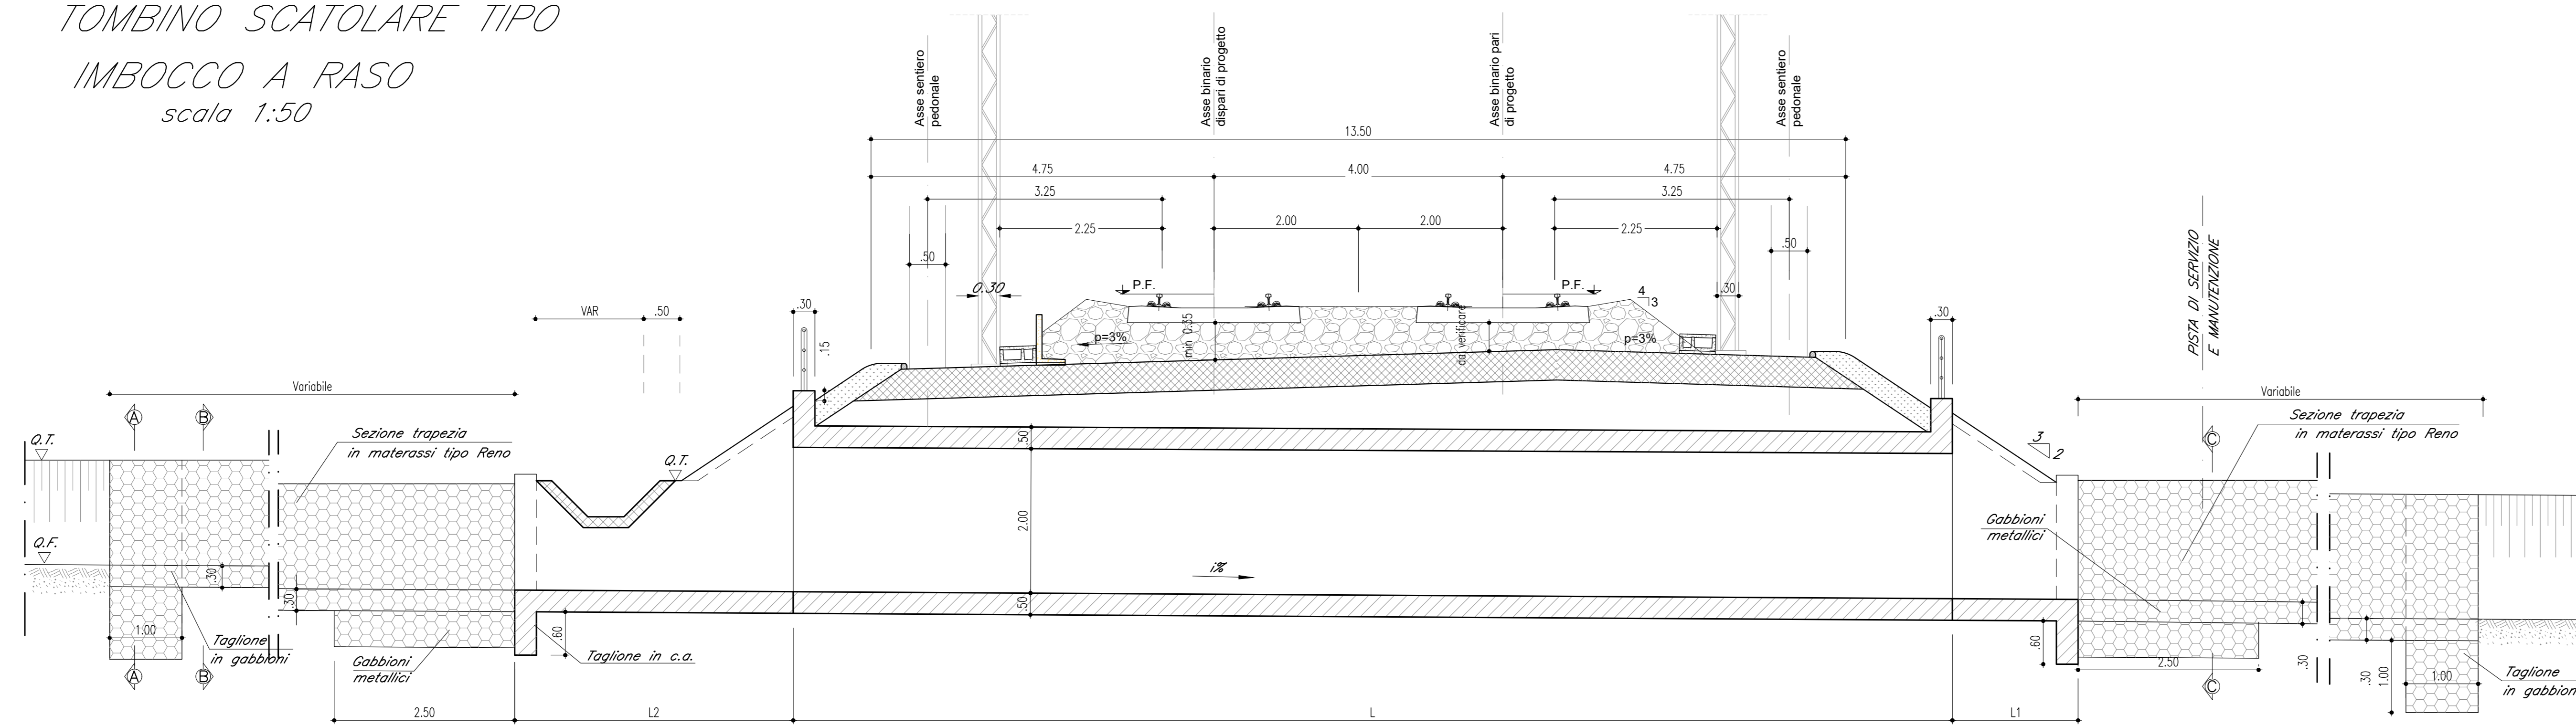 TOMBINO SCATOLARE TIPO
IMBOCCO A RASO
scala 1:50
Asse sentiero
pedonale
Asse binario
dispari di progetto
Asse binario pari
di progetto
Asse sentiero
pedonale
13.50
4.75
4.00
4.75
3.25
3.25
2.25
2.00
2.00
2.25
.50
.50
0.30
P.F.
P.F.
4
3
.30
.30
.30
VAR
.50
.15
p=3%
min 0.35
da verificare
p=3%
PISTA DI SERVIZIO
E MANUTENZIONE
Variabile
Variabile
A
B
Q.T.
Sezione trapezia
in materassi tipo Reno
Q.T.
.50
3
2
C
Sezione trapezia
in materassi tipo Reno
Q.F.
2.00
Gabbioni
metallici
i%
.30
.30
.50
1.00
Taglione
in gabbioni
Gabbioni
metallici
.60
Taglione in c.a.
.60
2.50
.30
.30
1.00
1.00
Taglione
in gabbion
A
B
C
2.50
L2
L
L1